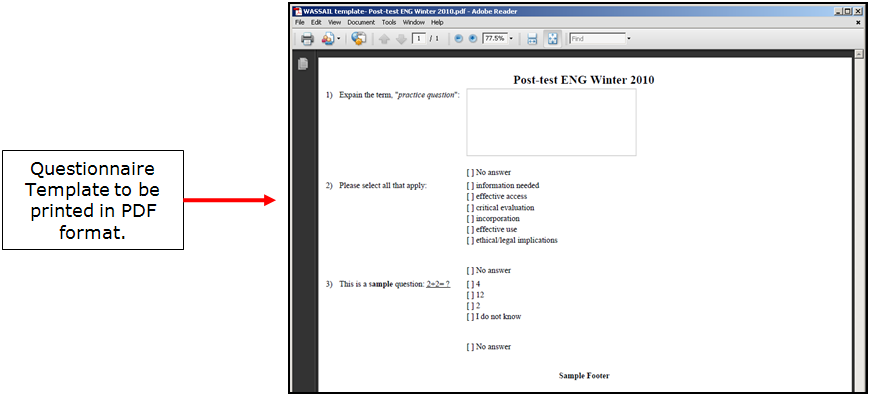 Questionnaire
Template to be
printed in PDF
format.
WASSAIL template- Post-test ENG Winter 2010.pdf - Adobe Reader
File Edit View Document Tools Window Help
1 / 1 77.5% Find
Post-test ENG Winter 2010
1) Expain the term, "practice question":
[ ] No answer
2) Please select all that apply: [ ] information needed
[ ] effective access
[ ] critical evaluation
[ ] incorporation
[ ] effective use
[ ] ethical/legal implications
[ ] No answer
3) This is a sample question: 2+2= ? [ ] 4
[ ] 12
[ ] 2
[ ] I do not know
[ ] No answer
Sample Footer